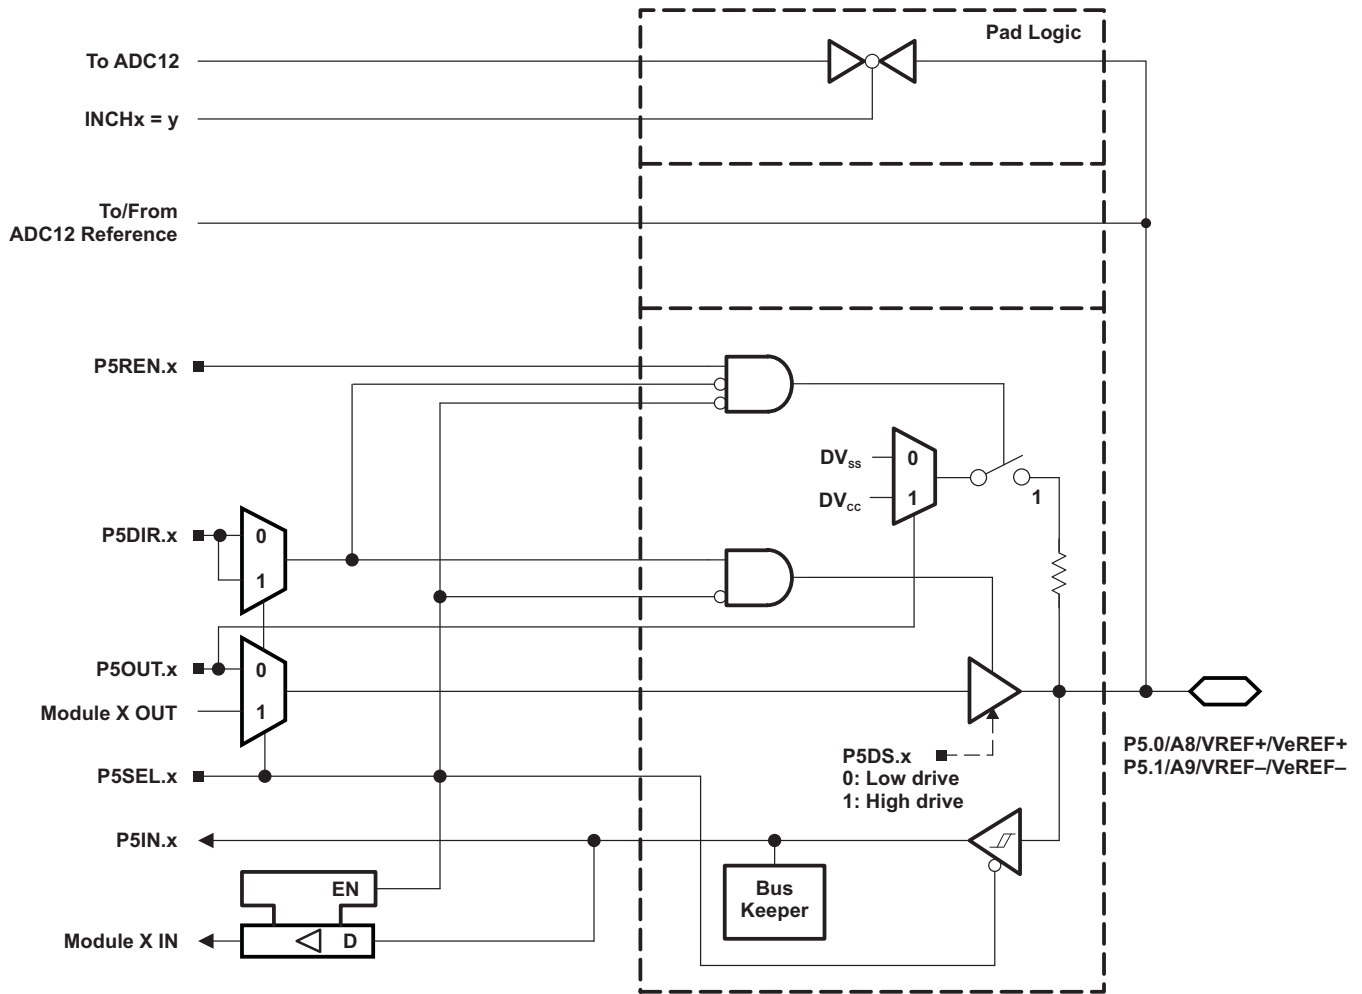 Pad Logic
To ADC12
INCHx = y
To/From
ADC12 Reference
P5REN.x
DVss
0
DVcc
1
1
P5DIR.x
0
1
P5OUT.x
0
Module X OUT
1
P5DS.x
0: Low drive
1: High drive
P5.0/A8/VREF+/VeREF+
P5.1/A9/VREF–/VeREF–
P5SEL.x
P5IN.x
EN
Bus
Keeper
Module X IN
D